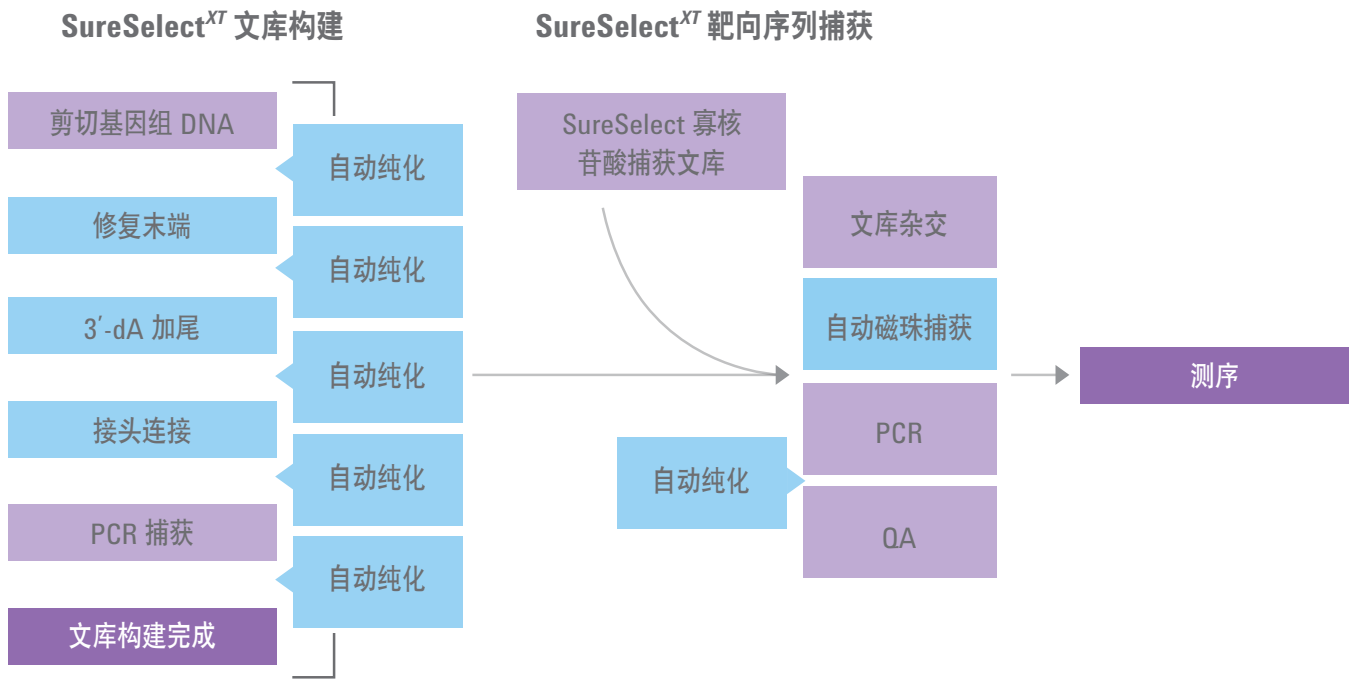 SureSelectXT 文库构建
剪切基因组 DNA
自动纯化
修复末端
自动纯化
3′-dA 加尾
自动纯化
接头连接
自动纯化
PCR 捕获
自动纯化
文库构建完成
SureSelectXT 靶向序列捕获
SureSelect 寡核
苷酸捕获文库
文库杂交
自动磁珠捕获
PCR
自动纯化
QA
测序